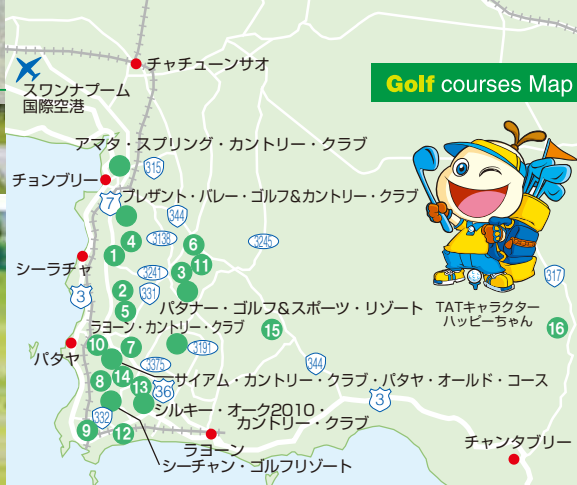 チャチューンサオ
Golf courses Map
スワンナプーム
国際空港
アマタ・スプリング・カントリー・クラブ
315
チョンブリー
プレザント・バレー・ゴルフ&カントリー・クラブ
7
344
4
3138
6
3245
1
11
シーラチャ
3241
3
317
2
331
3
5
パタナー・ゴルフ&スポーツ・リゾート
TATキャラクター
ハッピーちゃん
ラヨーン・カントリー・クラブ
15
16
10
7
3191
パタヤ
3375
344
8
14
サイアム・カントリー・クラブ・パタヤ・オールド・コース
13
36
3
シルキー・オーク2010・
カントリー・クラブ
332
9
12
ラヨーン
チャンタブリー
シーチャン・ゴルフリゾート